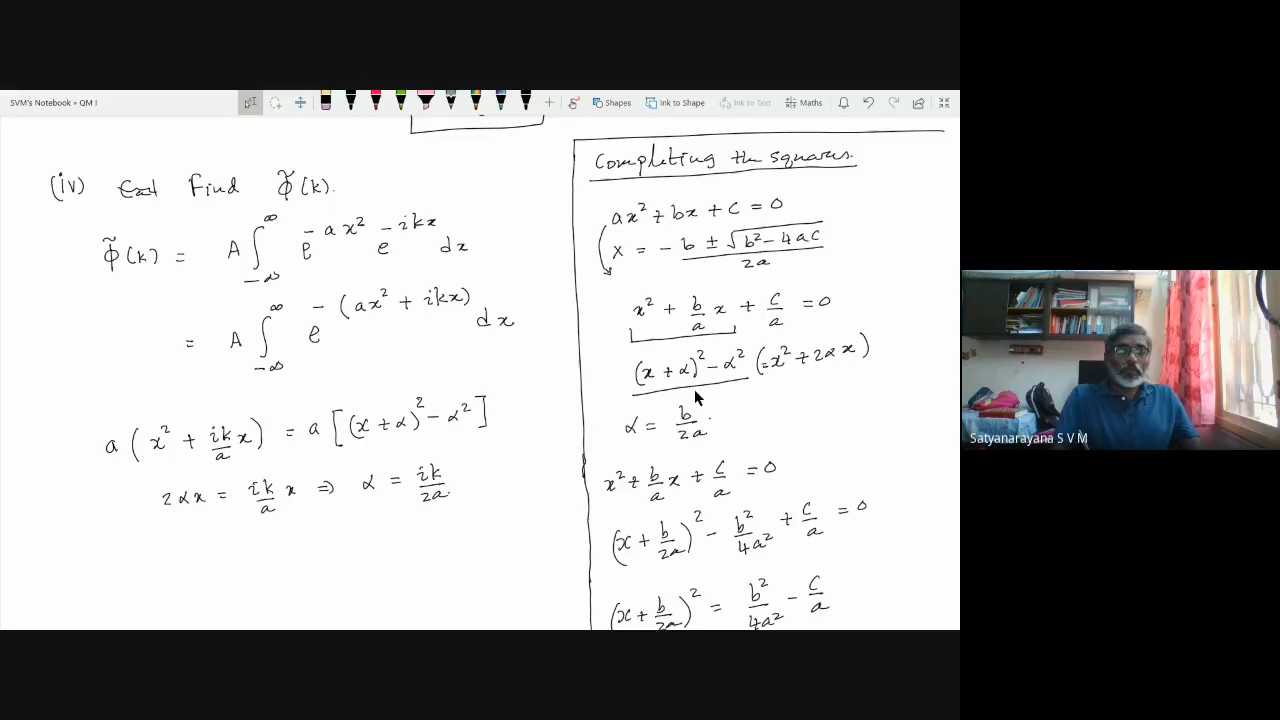 SVM's Notebook » QM I
Shapes Ink to Shape Ink to Text Maths
(iv) Find Φ̃(k).
Φ̃(k) = A ∫_{-∞}^{∞} e^{-ax²} e^{-ikx} dx
= A ∫_{-∞}^{∞} e^{-(ax² + ikx)} dx
a(x² + ik/a x) = a[(x + α)² - α²]
2αx = ik/a x ⇒ α = ik/2a.
Completing the squares.
ax² + bx + c = 0
x = - b ± √(b² - 4ac) / 2a
x² + b/a x + c/a = 0
(x + α)² - α² (= x² + 2αx)
α = b/2a.
x² + b/a x + c/a = 0
(x + b/2a)² - b²/4a² + c/a = 0
(x + b/2a)² = b²/4a² - c/a
Satyanarayana S V M